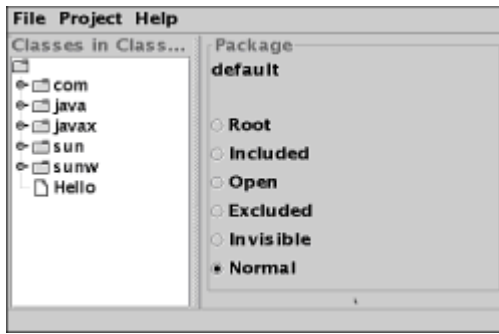 File Project Help
Classes in Class...
com
java
javax
sun
sunw
Hello
Package
default
Root
Included
Open
Excluded
Invisible
Normal